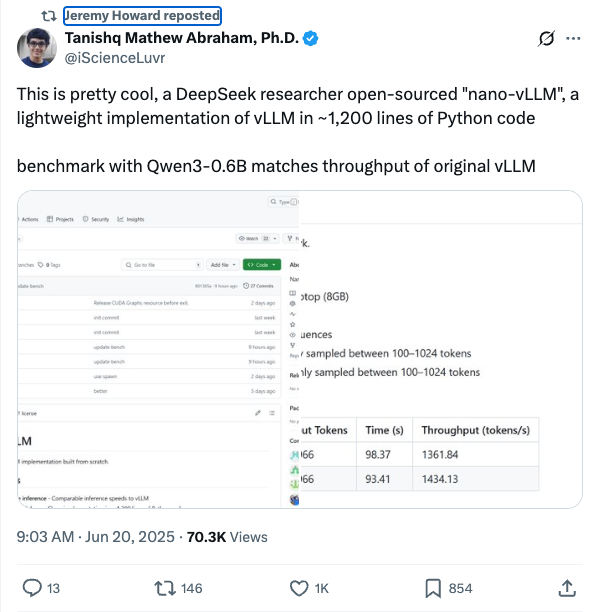 Jeremy Howard reposted
Tanishq Mathew Abraham, Ph.D.
@iScienceLuvr
This is pretty cool, a DeepSeek researcher open-sourced "nano-vLLM", a
lightweight implementation of vLLM in ~1,200 lines of Python code
benchmark with Qwen3-0.6B matches throughput of original vLLM
Type
Actions Projects Security Insights
Watch 22
Tags
Go to file
Add file
Code
update bench
9 hours ago
27 Commits
Release CUDA Graphs resource before exit
2 days ago
init commit
last week
init commit
last week
update bench
9 hours ago
update bench
9 hours ago
use spawn
2 days ago
better
5 days ago
license
LM
implementation built from scratch.
inference - Comparable inference speeds to vLLM
k.
ptop (8GB)
uences
y sampled between 100–1024 tokens
nly sampled between 100–1024 tokens
ut Tokens Time (s) Throughput (tokens/s)
966 98.37 1361.84
966 93.41 1434.13
9:03 AM · Jun 20, 2025 · 70.3K Views
13 146 1K 854